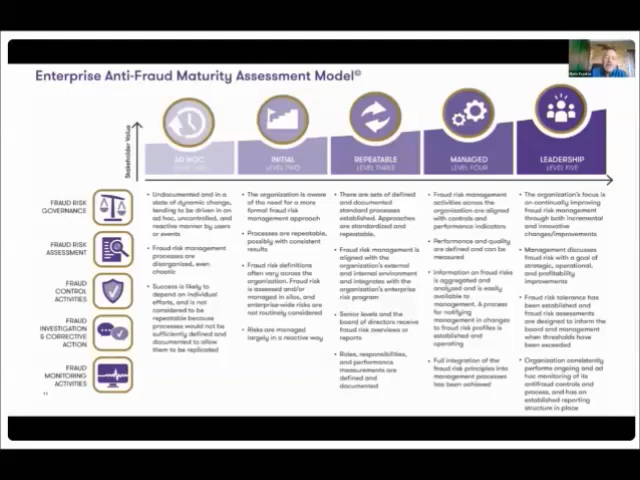 Enterprise Anti-Fraud Maturity Assessment Model©
Stakeholder Value
AD HOC
INITIAL
LEVEL TWO
REPEATABLE
LEVEL THREE
MANAGED
LEVEL FOUR
LEADERSHIP
LEVEL FIVE
FRAUD RISK
GOVERNANCE
FRAUD RISK
ASSESSMENT
FRAUD
CONTROL
ACTIVITIES
FRAUD
INVESTIGATION
& CORRECTIVE
ACTION
FRAUD
MONITORING
ACTIVITIES
• Undocumented and in a
state of dynamic change,
tending to be driven in an
ad hoc, uncontrolled, and
reactive manner by users
or events
• Fraud risk management
processes are
disorganized, even
chaotic
• Success is likely to
depend on individual
efforts, and is not
considered to be
repeatable because
processes would not be
sufficiently defined and
documented to allow
them to be replicated
• The organization is aware
of the need for a more
formal fraud risk
management approach
• Processes are repeatable,
possibly with consistent
results
• Fraud risk definitions
often vary across the
organization. Fraud risk
is assessed and/or
managed in silos, and
enterprise-wide risks are
not routinely considered
• Risks are managed
largely in a reactive way
• There are sets of defined
and documented
standard processes
established. Approaches
are standardized and
repeatable.
• Fraud risk management is
aligned with the
organization's external
and internal environment
and integrates with the
organization's enterprise
risk program
• Senior levels and the
board of directors receive
fraud risk overviews or
reports
• Roles, responsibilities,
and performance
measurements are
defined and
documented
• Fraud risk management
activities across the
organization are aligned
with controls and
performance indicators
• Performance and quality
are defined and can be
measured
• Information on fraud risks
is aggregated and
analyzed and is easily
available to
management. A process
for notifying
management in changes
to fraud risk profiles is
established and
operating
• Full integration of the
fraud risk principles into
management processes
has been achieved
• The organization's focus is
on continually improving
fraud risk management
through both incremental
and innovative
changes/improvements
• Management discusses
fraud risk with a goal of
strategic, operational,
and profitability
improvements
• Fraud risk tolerance has
been established and
fraud risk assessments
are designed to inform
the board and management
when thresholds have
been exceeded
• Organization consistently
performs ongoing and ad
hoc monitoring of its
antifraud controls and
process, and has an
established reporting
structure in place